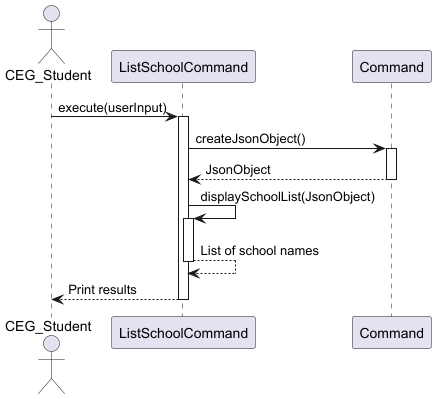 CEG_Student
ListSchoolCommand
Command
execute(userInput)
createJsonObject()
JsonObject
displaySchoolList(JsonObject)
List of school names
Print results
CEG_Student
ListSchoolCommand
Command